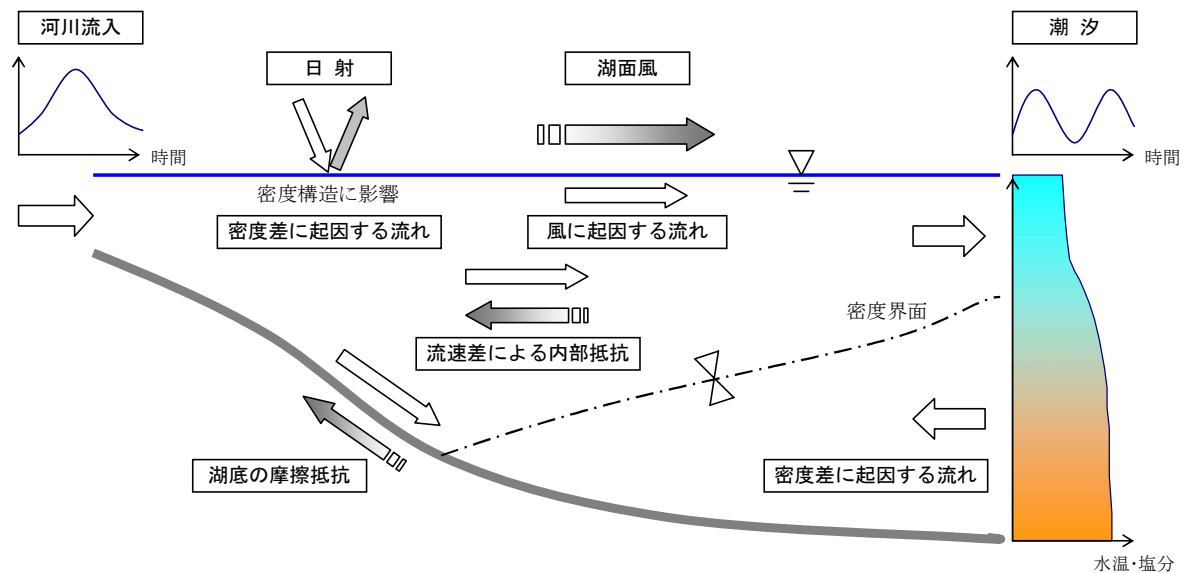 河川流入
潮 汐
日 射
湖面風
時間
時間
密度構造に影響
密度差に起因する流れ
風に起因する流れ
密度界面
流速差による内部抵抗
湖底の摩擦抵抗
密度差に起因する流れ
水温・塩分